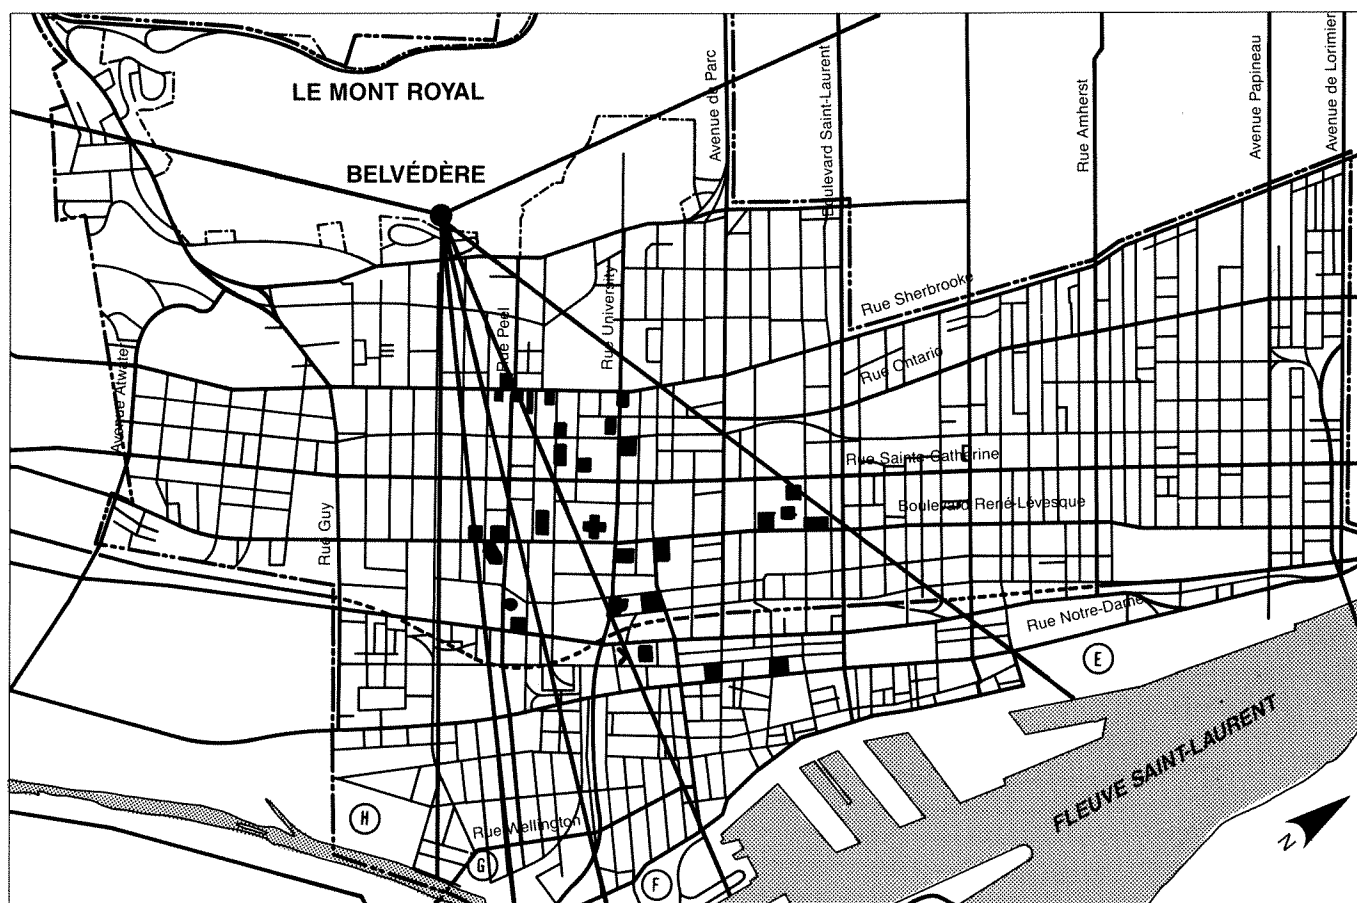 LE MONT ROYAL
BELVÉDÈRE
Avenue du Parc
Boulevard Saint-Laurent
Rue Amherst
Avenue Papineau
Avenue de Lorimier
Rue Sherbrooke
Rue University
Rue Peel
Rue Ontario
Avenue Atwater
Rue Sainte-Catherine
Boulevard René-Lévesque
Rue Guy
Rue Notre-Dame
E
FLEUVE SAINT-LAURENT
H
Rue Wellington
G
F
N